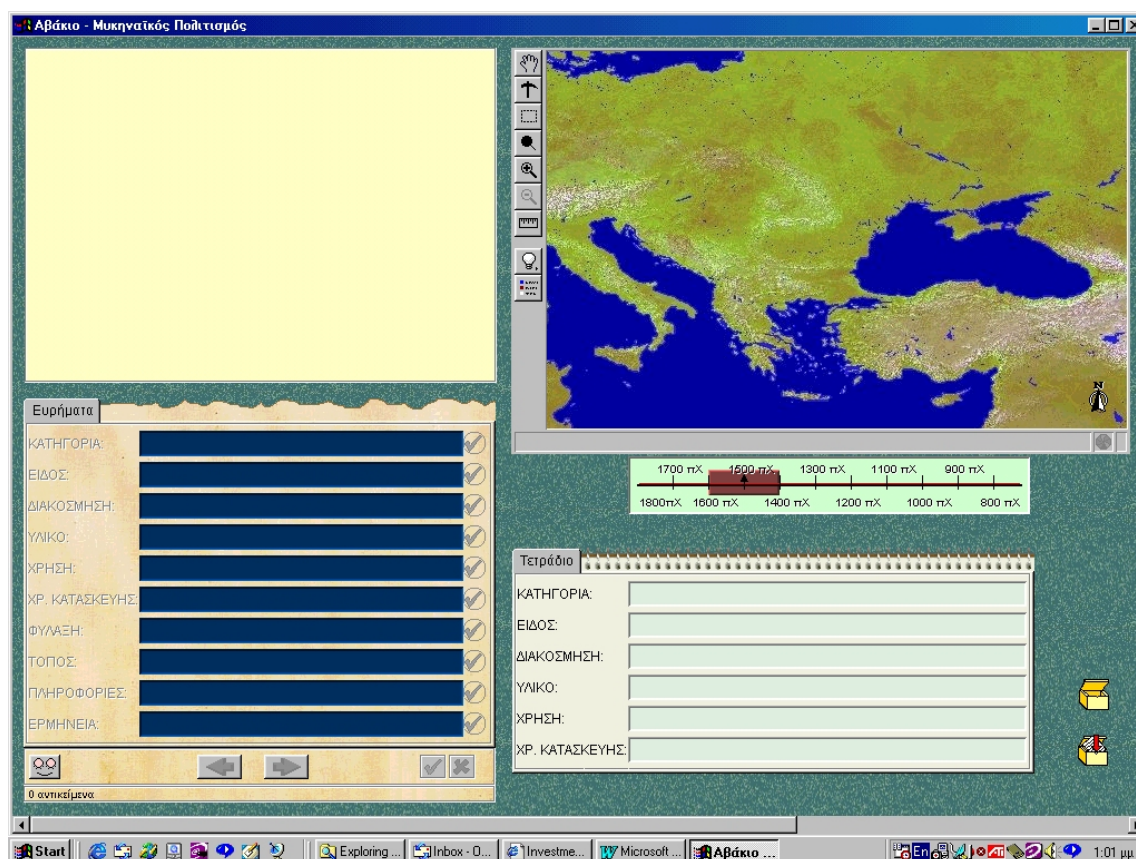 Αβάκιο - Μυκηναϊκός Πολιτισμός
N
Ευρήματα
ΚΑΤΗΓΟΡΙΑ:
ΕΙΔΟΣ:
ΔΙΑΚΟΣΜΗΣΗ:
ΥΛΙΚΟ:
ΧΡΗΣΗ:
ΧΡ. ΚΑΤΑΣΚΕΥΗΣ:
ΦΥΛΑΞΗ:
ΤΟΠΟΣ:
ΠΛΗΡΟΦΟΡΙΕΣ:
ΕΡΜΗΝΕΙΑ:
0 αντικείμενα
1700 πΧ 1500 πΧ. 1300 πΧ 1100 πΧ 900 πΧ
1800πΧ 1600 πΧ 1400 πΧ 1200 πΧ 1000 πΧ 800 πΧ
Τετράδιο
ΚΑΤΗΓΟΡΙΑ:
ΕΙΔΟΣ:
ΔΙΑΚΟΣΜΗΣΗ:
ΥΛΙΚΟ:
ΧΡΗΣΗ:
ΧΡ. ΚΑΤΑΣΚΕΥΗΣ:
Start Exploring ... Inbox - O... Investme... Microsoft ... Αβάκιο ... En 1:01 μμ